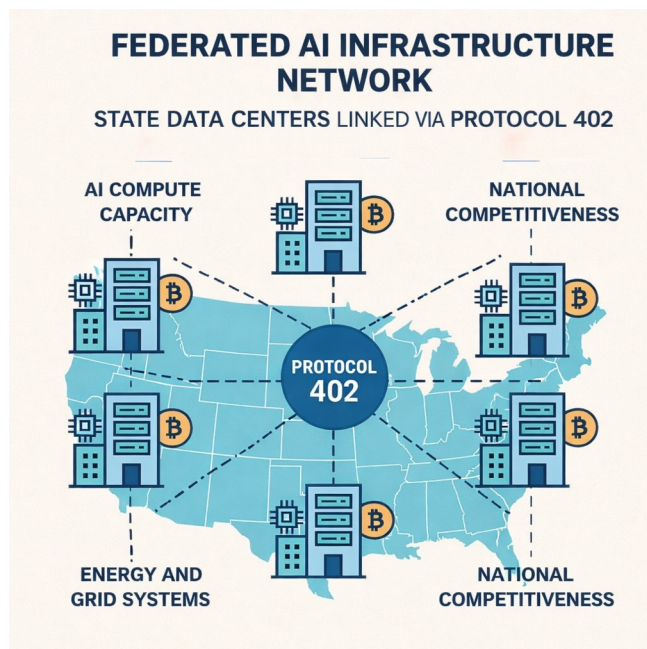 FEDERATED AI INFRASTRUCTURE
NETWORK
STATE DATA CENTERS LINKED VIA PROTOCOL 402
AI COMPUTE
CAPACITY
NATIONAL
COMPETITIVENESS
PROTOCOL
402
ENERGY AND
GRID SYSTEMS
NATIONAL
COMPETITIVENESS